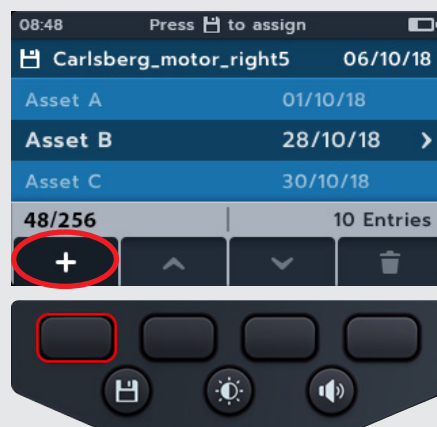 08:48 Press to assign
Carlsberg_motor_right5 06/10/18
Asset A 01/10/18
Asset B 28/10/18
Asset C 30/10/18
48/256 10 Entries